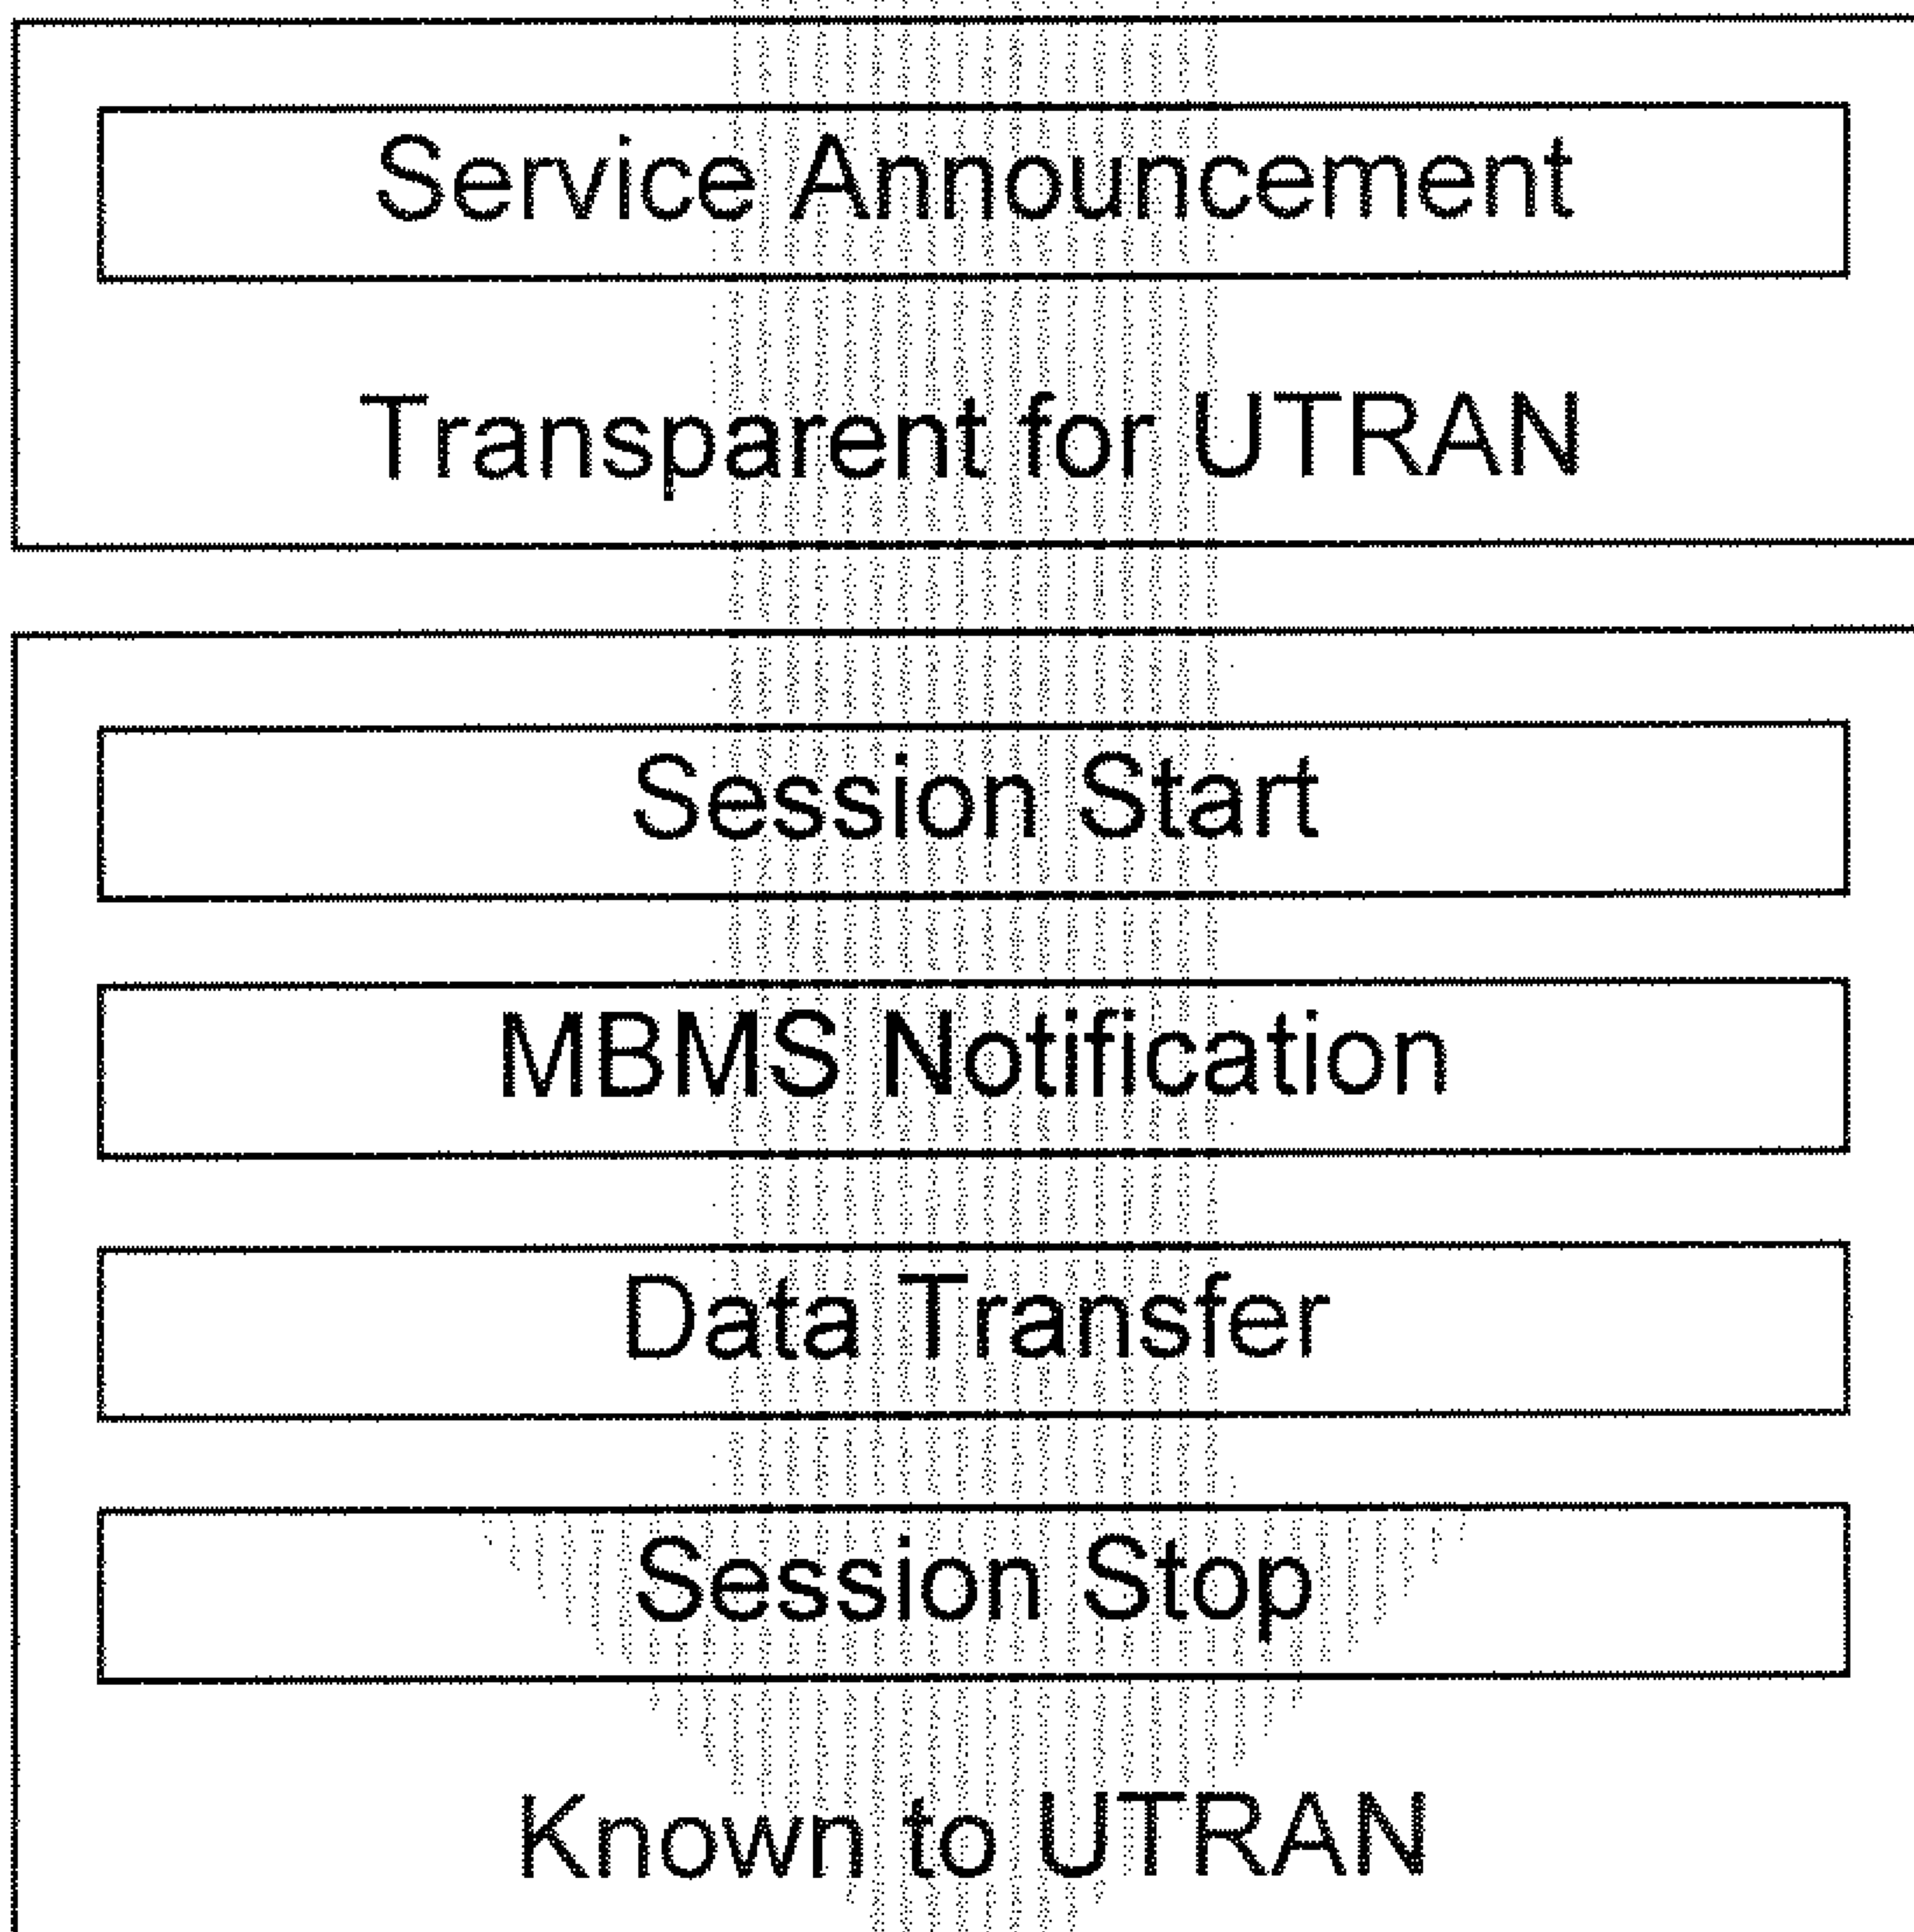 Service Announcement
Transparent for UTRAN
Session Start
MBMS Notification
Data Transfer
Session Stop
Known to UTRAN